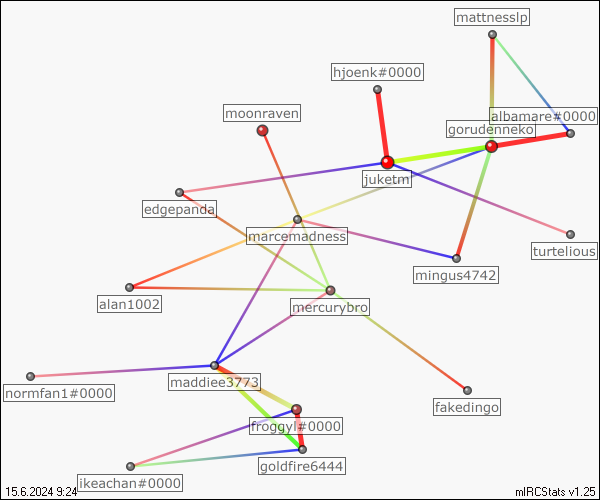 mattnesslp
hjoenk#0000
moonraven
albamare#0000
gorudenneko
juketm
edgepanda
marcemadness
turtelious
mingus4742
alan1002
mercurybro
maddiee3773
normfan1#0000
fakedingo
froggyl#0000
goldfire6444
ikeachan#0000
15.6.2024 9:24
mIRCStats v1.25